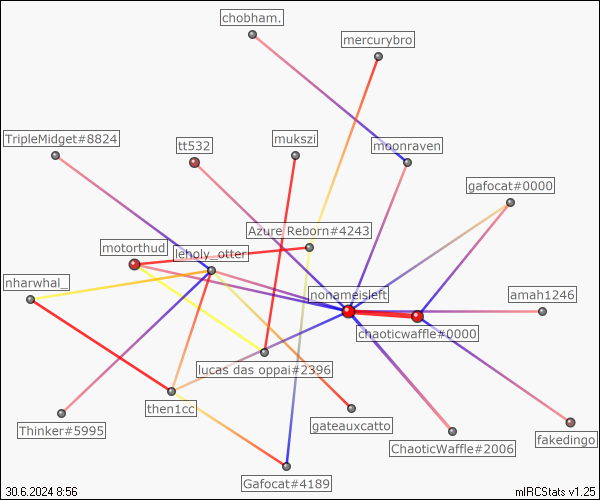 chobham.
mercurybro
TripleMidget#8824
tt532
mukszi
moonraven
gafocat#0000
Azure Reborn#4243
motorthud
leholy_otter
nharwhal_
nonameisleft
amah1246
chaoticwaffle#0000
lucas das oppai#2396
then1cc
gateauxcatto
Thinker#5995
ChaoticWaffle#2006
fakedingo
Gafocat#4189
30.6.2024 8:56
mIRCStats v1.25